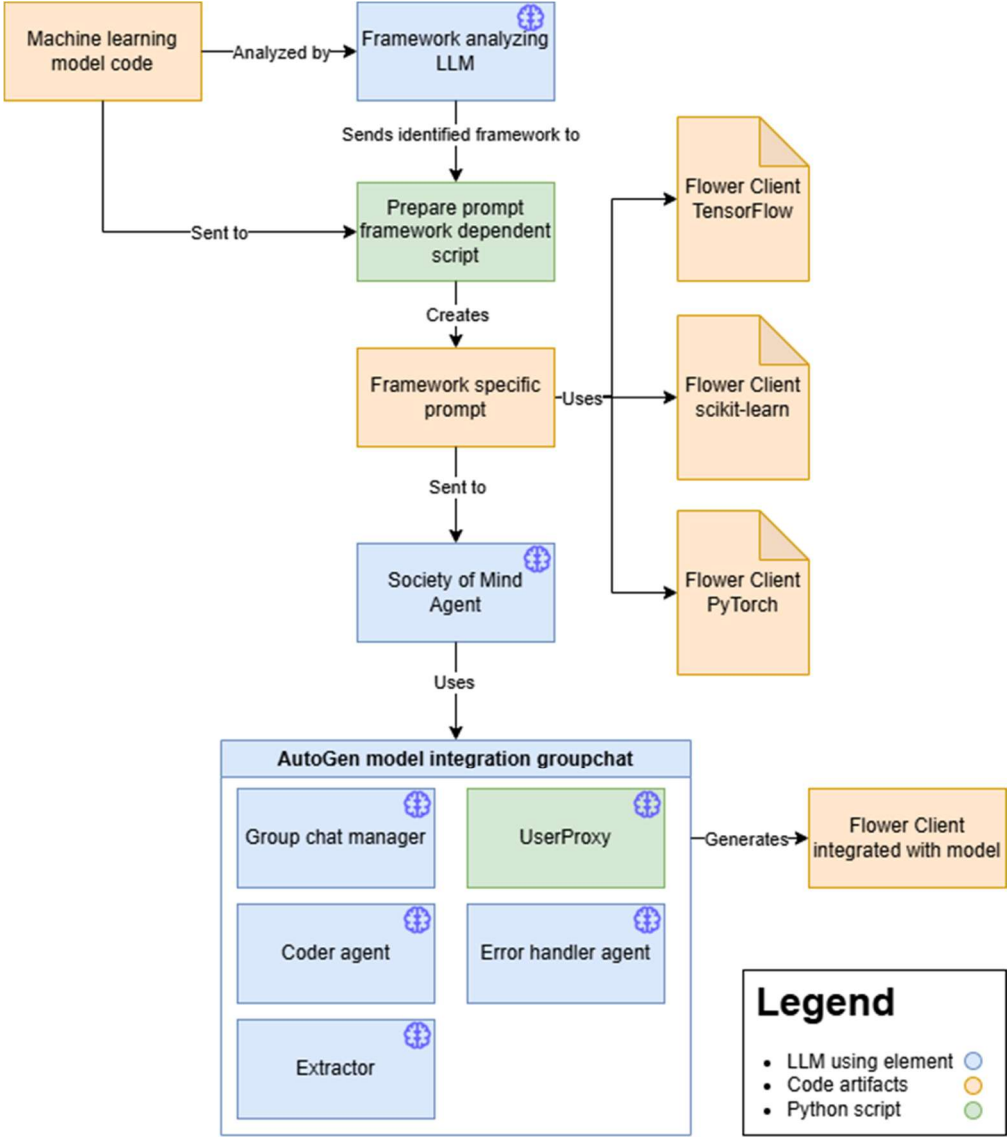 Machine learning
model code
Analyzed by
Framework analyzing
LLM
Sends identified framework to
Sent to
Prepare prompt
framework dependent
script
Creates
Framework specific
prompt
Uses
Flower Client
TensorFlow
Flower Client
scikit-learn
Flower Client
PyTorch
Sent to
Society of Mind
Agent
Uses
AutoGen model integration groupchat
Group chat manager
UserProxy
Coder agent
Error handler agent
Extractor
Generates
Flower Client
integrated with model
Legend
• LLM using element
• Code artifacts
• Python script